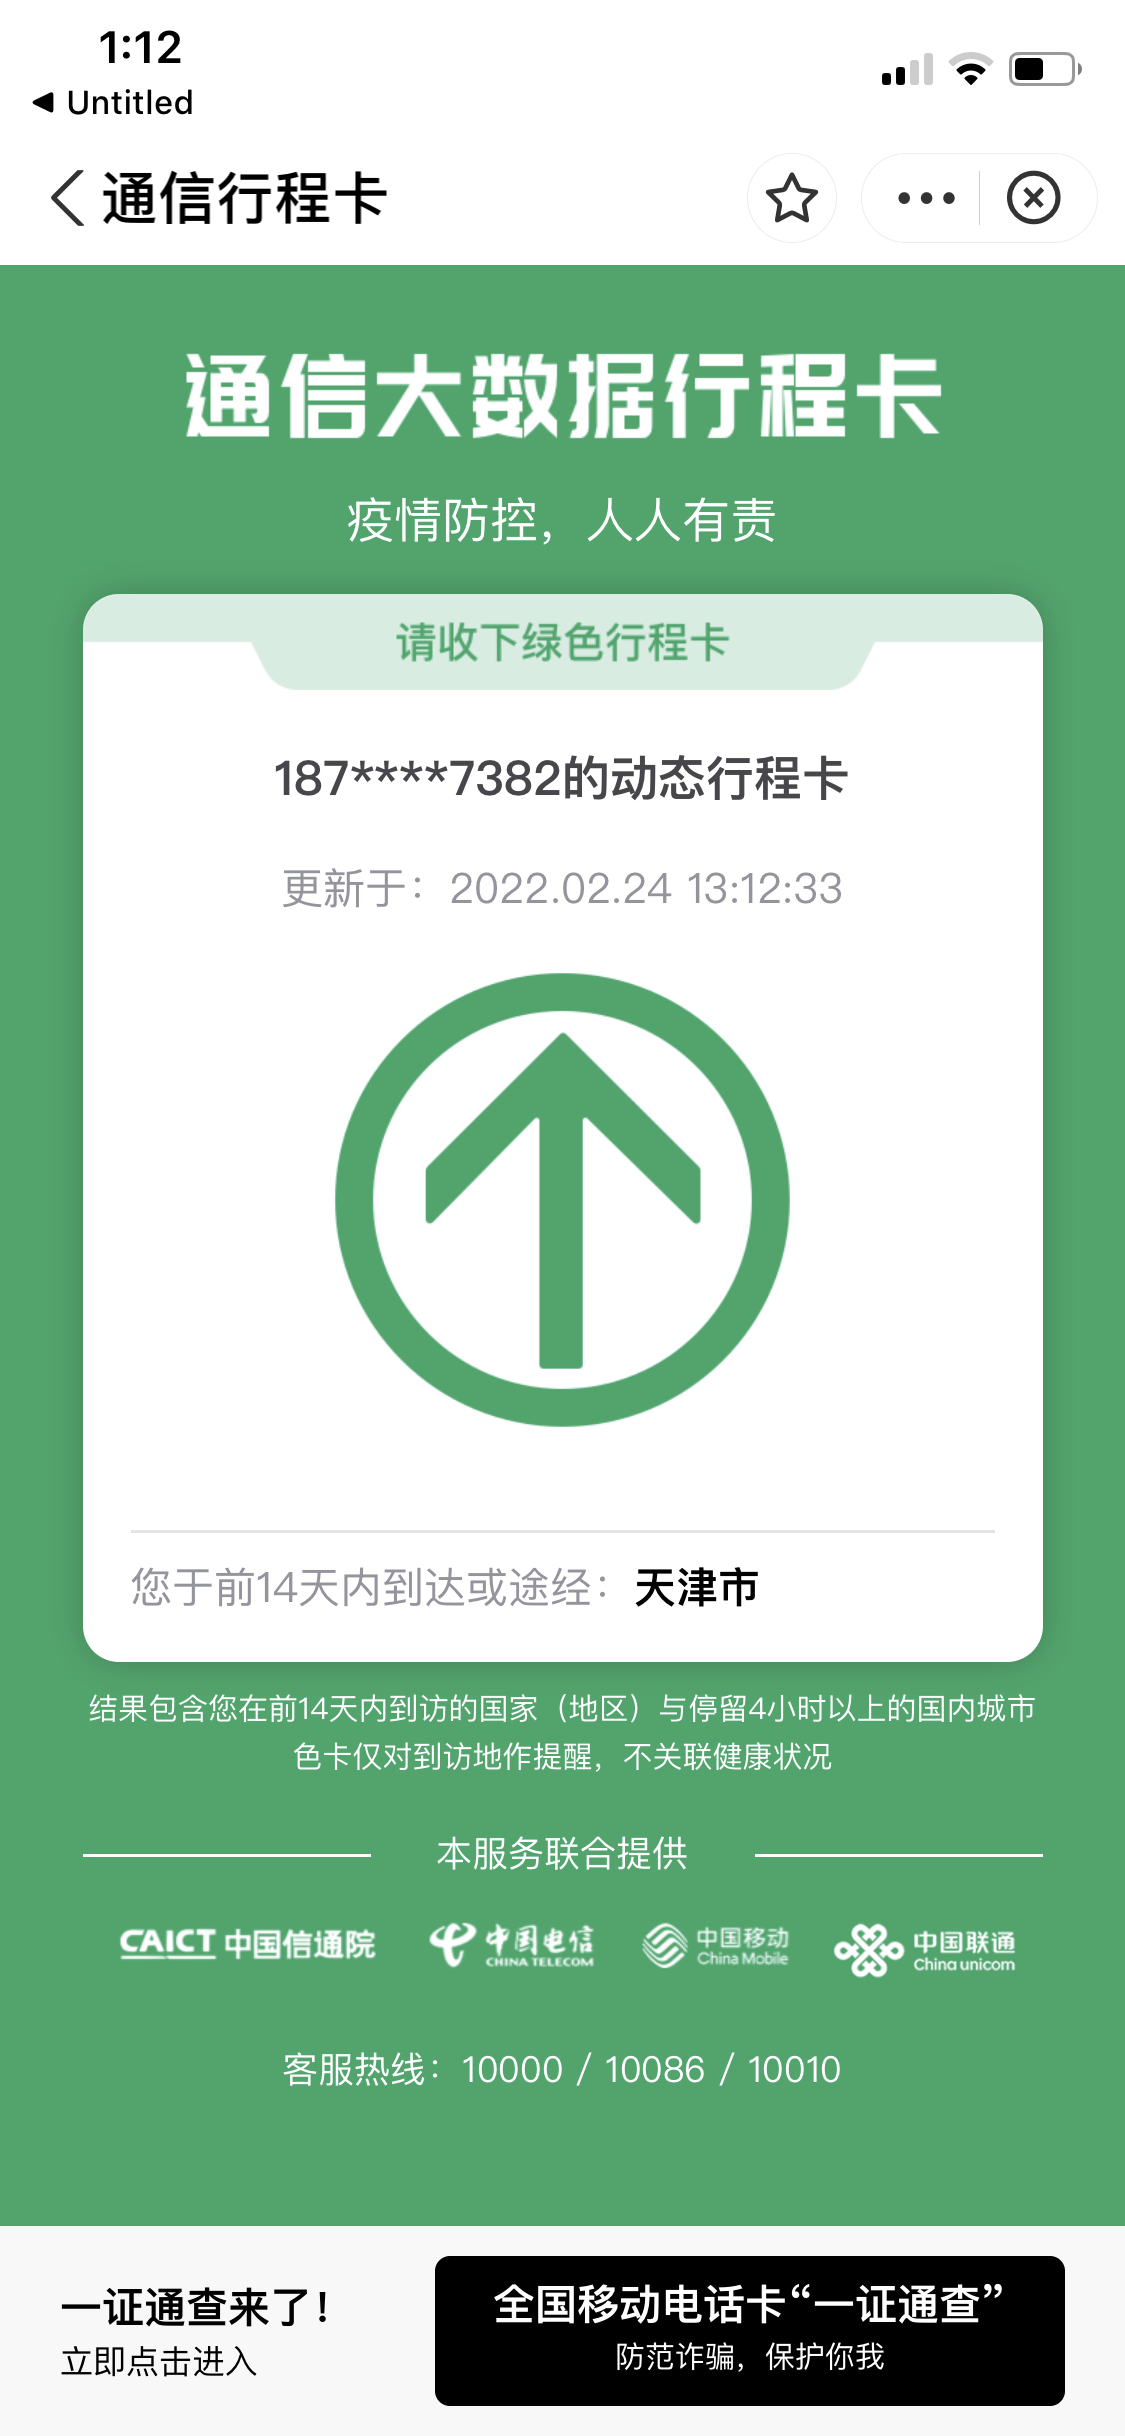 1:12
◀ Untitled
通信行程卡
通信大数据行程卡
疫情防控，人人有责
请收下绿色行程卡
187****7382的动态行程卡
更新于：2022.02.24 13:12:33
您于前14天内到达或途经：天津市
结果包含您在前14天内到访的国家（地区）与停留4小时以上的国内城市
色卡仅对到访地作提醒，不关联健康状况
本服务联合提供
CAICT 中国信通院
中国电信
CHINA TELECOM
中国移动
China Mobile
中国联通
China unicom
客服热线：10000 / 10086 / 10010
一证通查来了！
立即点击进入
全国移动电话卡“一证通查”
防范诈骗，保护你我